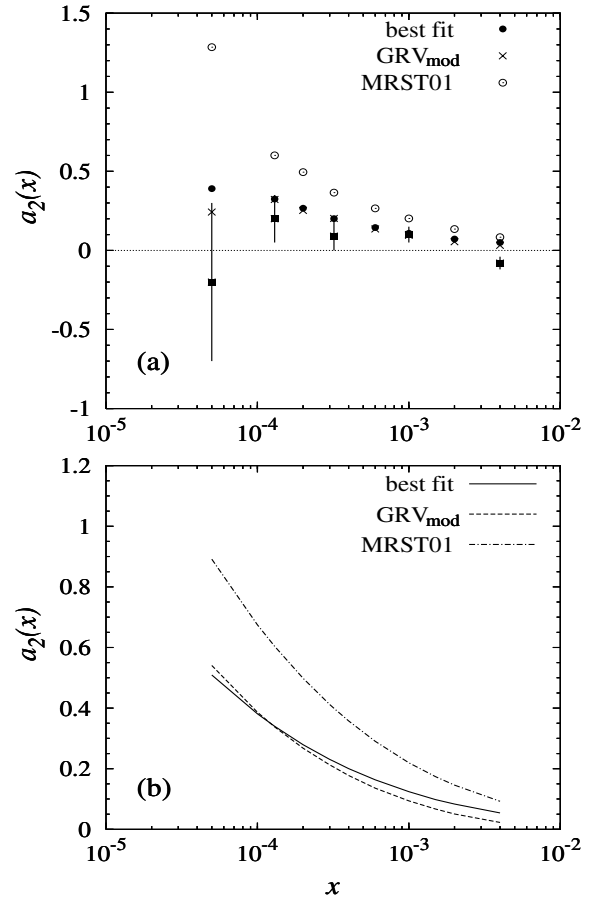 1.5
best fit
GRVmod
MRST01
1
0.5
0
-0.5
-1
a2(x)
(a)
10-5
10-4
10-3
10-2
1.2
best fit
GRVmod
MRST01
1
0.8
0.6
0.4
0.2
0
a2(x)
(b)
10-5
10-4
10-3
10-2
x